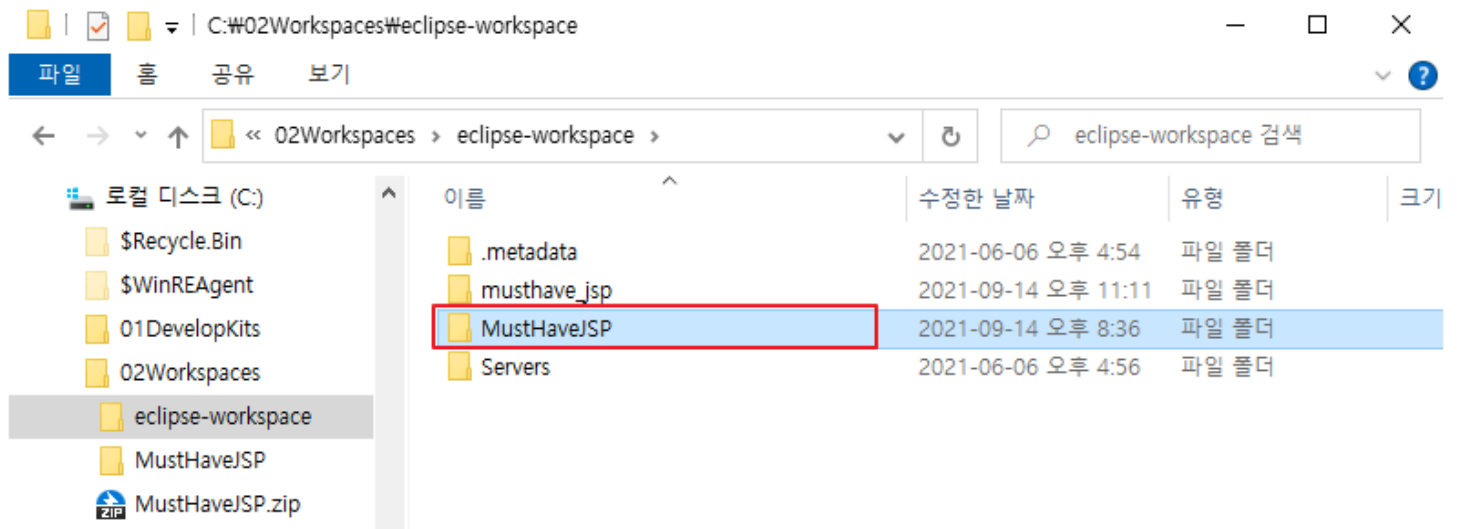 C:₩02Workspaces₩eclipse-workspace
파일 홈 공유 보기
« 02Workspaces › eclipse-workspace › eclipse-workspace 검색
로컬 디스크 (C:)
$Recycle.Bin
$WinREAgent
01DevelopKits
02Workspaces
eclipse-workspace
MustHaveJSP
ZIP MustHaveJSP.zip
이름 수정한 날짜 유형 크기
.metadata 2021-06-06 오후 4:54 파일 폴더
musthave_jsp 2021-09-14 오후 11:11 파일 폴더
MustHaveJSP 2021-09-14 오후 8:36 파일 폴더
Servers 2021-06-06 오후 4:56 파일 폴더